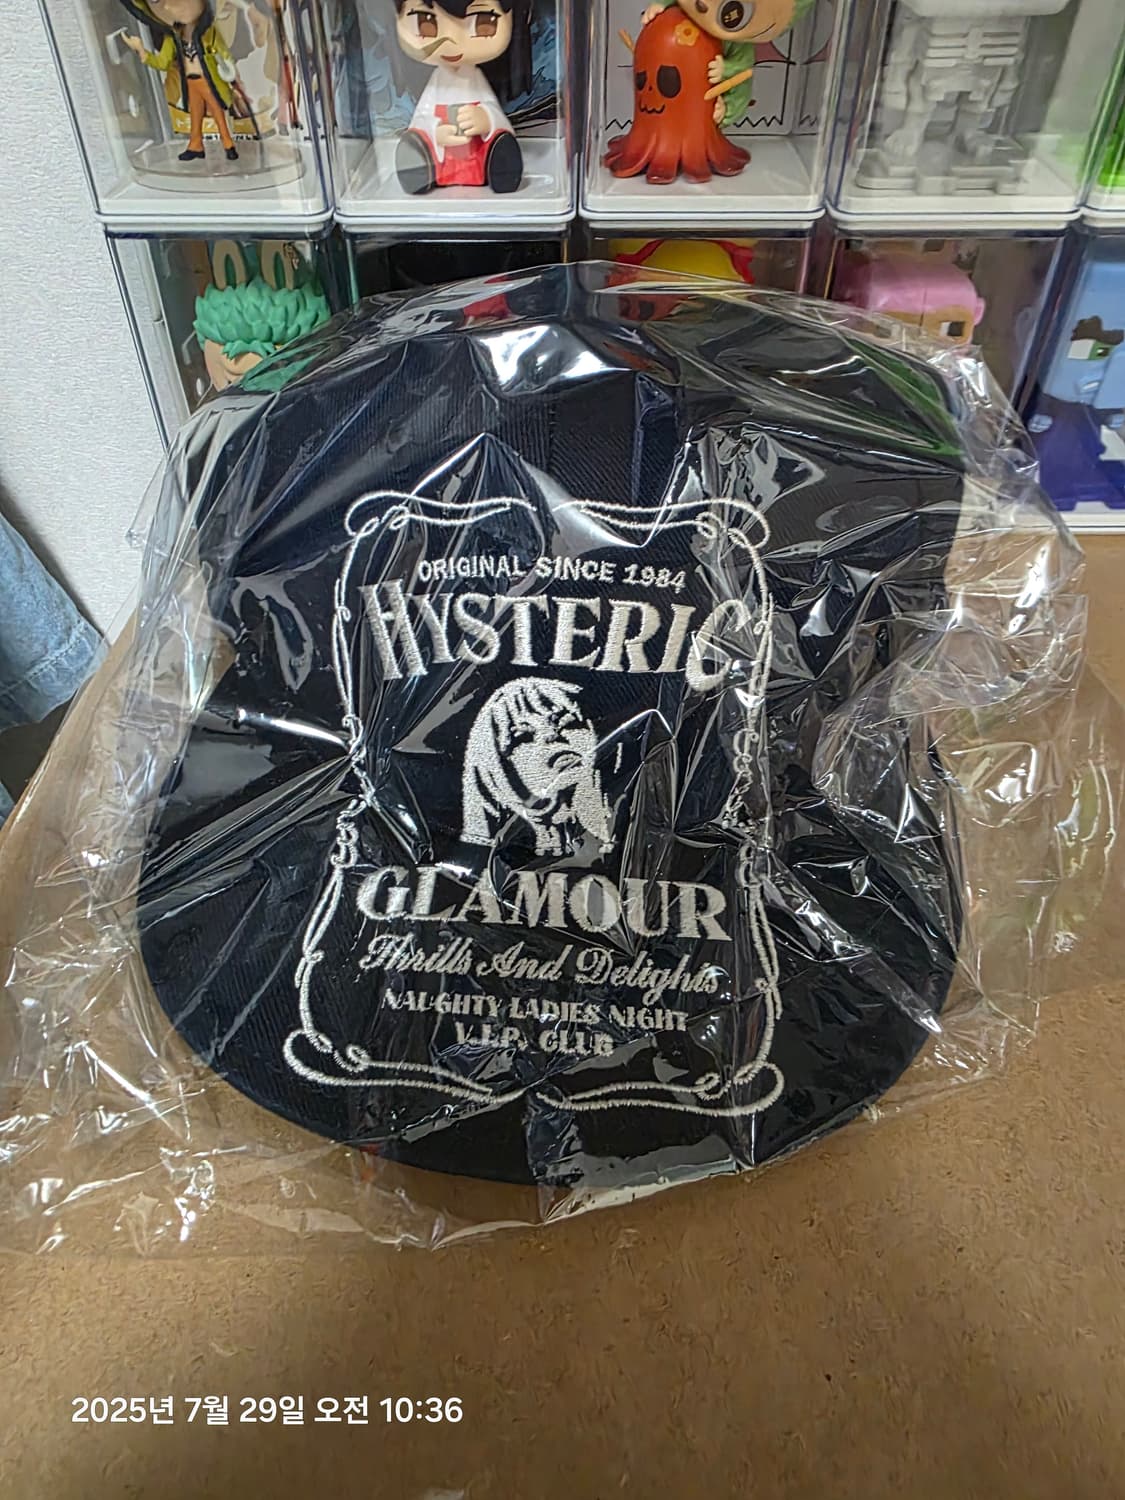 ORIGINAL SINCE 1984
HYSTERIC
GLAMOUR
Thrills And Delights
NAUGHTY LADIES NIGHT
V.I.P. CLUB
2025년 7월 29일 오전 10:36